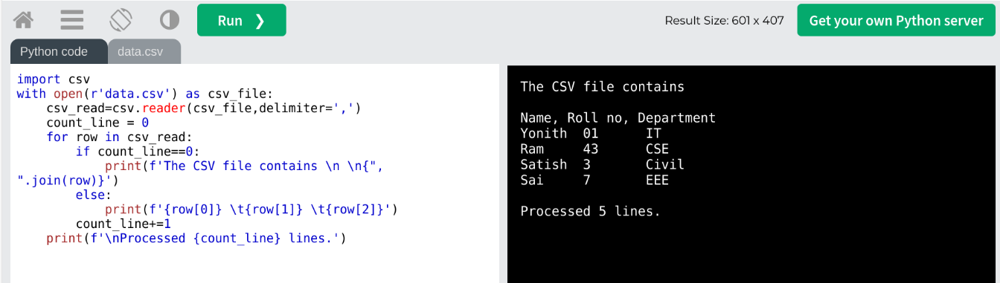 Run ❯
Result Size: 601 x 407
Get your own Python server
Python code
data.csv
import csv
with open(r'data.csv') as csv_file:
    csv_read=csv.reader(csv_file,delimiter=',')
    count_line = 0
    for row in csv_read:
        if count_line==0:
            print(f'The CSV file contains \n \n{",
".join(row)}')
        else:
            print(f'{row[0]} \t{row[1]} \t{row[2]}')
        count_line+=1
    print(f'\nProcessed {count_line} lines.')
The CSV file contains
Name, Roll no, Department
Yonith  01      IT
Ram     43      CSE
Satish  3       Civil
Sai     7       EEE
Processed 5 lines.